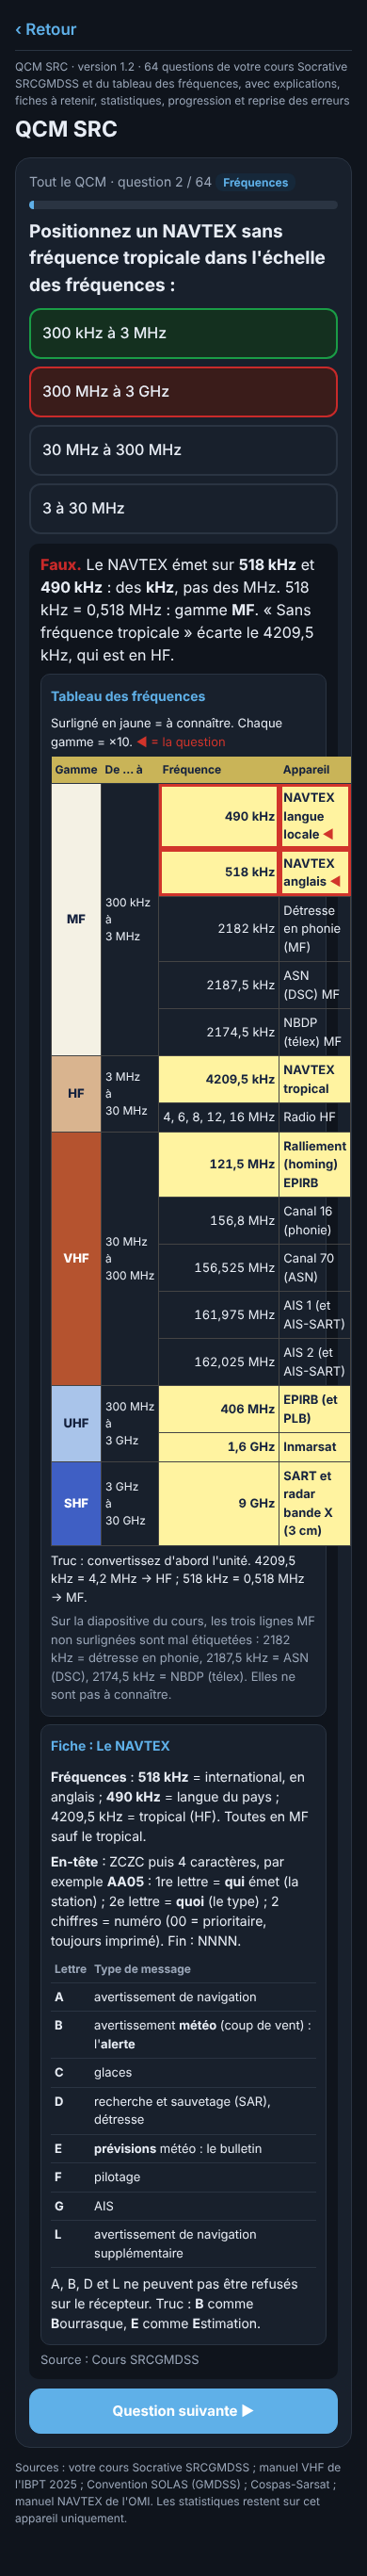 ‹ Retour
QCM SRC · version 1.2 · 64 questions de votre cours Socrative
SRCGMDSS et du tableau des fréquences, avec explications,
fiches à retenir, statistiques, progression et reprise des erreurs
QCM SRC
Tout le QCM · question 2 / 64 Fréquences
Positionnez un NAVTEX sans
fréquence tropicale dans l'échelle
des fréquences :
300 kHz à 3 MHz
300 MHz à 3 GHz
30 MHz à 300 MHz
3 à 30 MHz
Faux. Le NAVTEX émet sur 518 kHz et
490 kHz : des kHz, pas des MHz. 518
kHz = 0,518 MHz : gamme MF. « Sans
fréquence tropicale » écarte le 4209,5
kHz, qui est en HF.
Tableau des fréquences
Surligné en jaune = à connaître. Chaque
gamme = ×10. ◀ = la question
Gamme De ... à Fréquence Appareil
MF
300 kHz
à
3 MHz
490 kHz
NAVTEX
langue
locale ◀
518 kHz
NAVTEX
anglais ◀
2182 kHz
Détresse
en phonie
(MF)
2187,5 kHz
ASN
(DSC) MF
2174,5 kHz
NBDP
(télex) MF
HF
3 MHz
à
30 MHz
4209,5 kHz
NAVTEX
tropical
4, 6, 8, 12, 16 MHz Radio HF
VHF
30 MHz
à
300 MHz
121,5 MHz
Ralliement
(homing)
EPIRB
156,8 MHz
Canal 16
(phonie)
156,525 MHz
Canal 70
(ASN)
161,975 MHz
AIS 1 (et
AIS-SART)
162,025 MHz
AIS 2 (et
AIS-SART)
UHF
300 MHz
à
3 GHz
406 MHz
EPIRB (et
PLB)
1,6 GHz Inmarsat
SHF
3 GHz
à
30 GHz
9 GHz
SART et
radar
bande X
(3 cm)
Truc : convertissez d'abord l'unité. 4209,5
kHz = 4,2 MHz → HF ; 518 kHz = 0,518 MHz
→ MF.
Sur la diapositive du cours, les trois lignes MF
non surlignées sont mal étiquetées : 2182
kHz = détresse en phonie, 2187,5 kHz = ASN
(DSC), 2174,5 kHz = NBDP (télex). Elles ne
sont pas à connaître.
Fiche : Le NAVTEX
Fréquences : 518 kHz = international, en
anglais ; 490 kHz = langue du pays ;
4209,5 kHz = tropical (HF). Toutes en MF
sauf le tropical.
En-tête : ZCZC puis 4 caractères, par
exemple AA05 : 1re lettre = qui émet (la
station) ; 2e lettre = quoi (le type) ; 2
chiffres = numéro (00 = prioritaire,
toujours imprimé). Fin : NNNN.
Lettre Type de message
A avertissement de navigation
B avertissement météo (coup de vent) :
l'alerte
C glaces
D recherche et sauvetage (SAR),
détresse
E prévisions météo : le bulletin
F pilotage
G AIS
L avertissement de navigation
supplémentaire
A, B, D et L ne peuvent pas être refusés
sur le récepteur. Truc : B comme
Bourrasque, E comme Estimation.
Source : Cours SRCGMDSS
Question suivante ▶
Sources : votre cours Socrative SRCGMDSS ; manuel VHF de
l'IBPT 2025 ; Convention SOLAS (GMDSS) ; Cospas-Sarsat ;
manuel NAVTEX de l'OMI. Les statistiques restent sur cet
appareil uniquement.